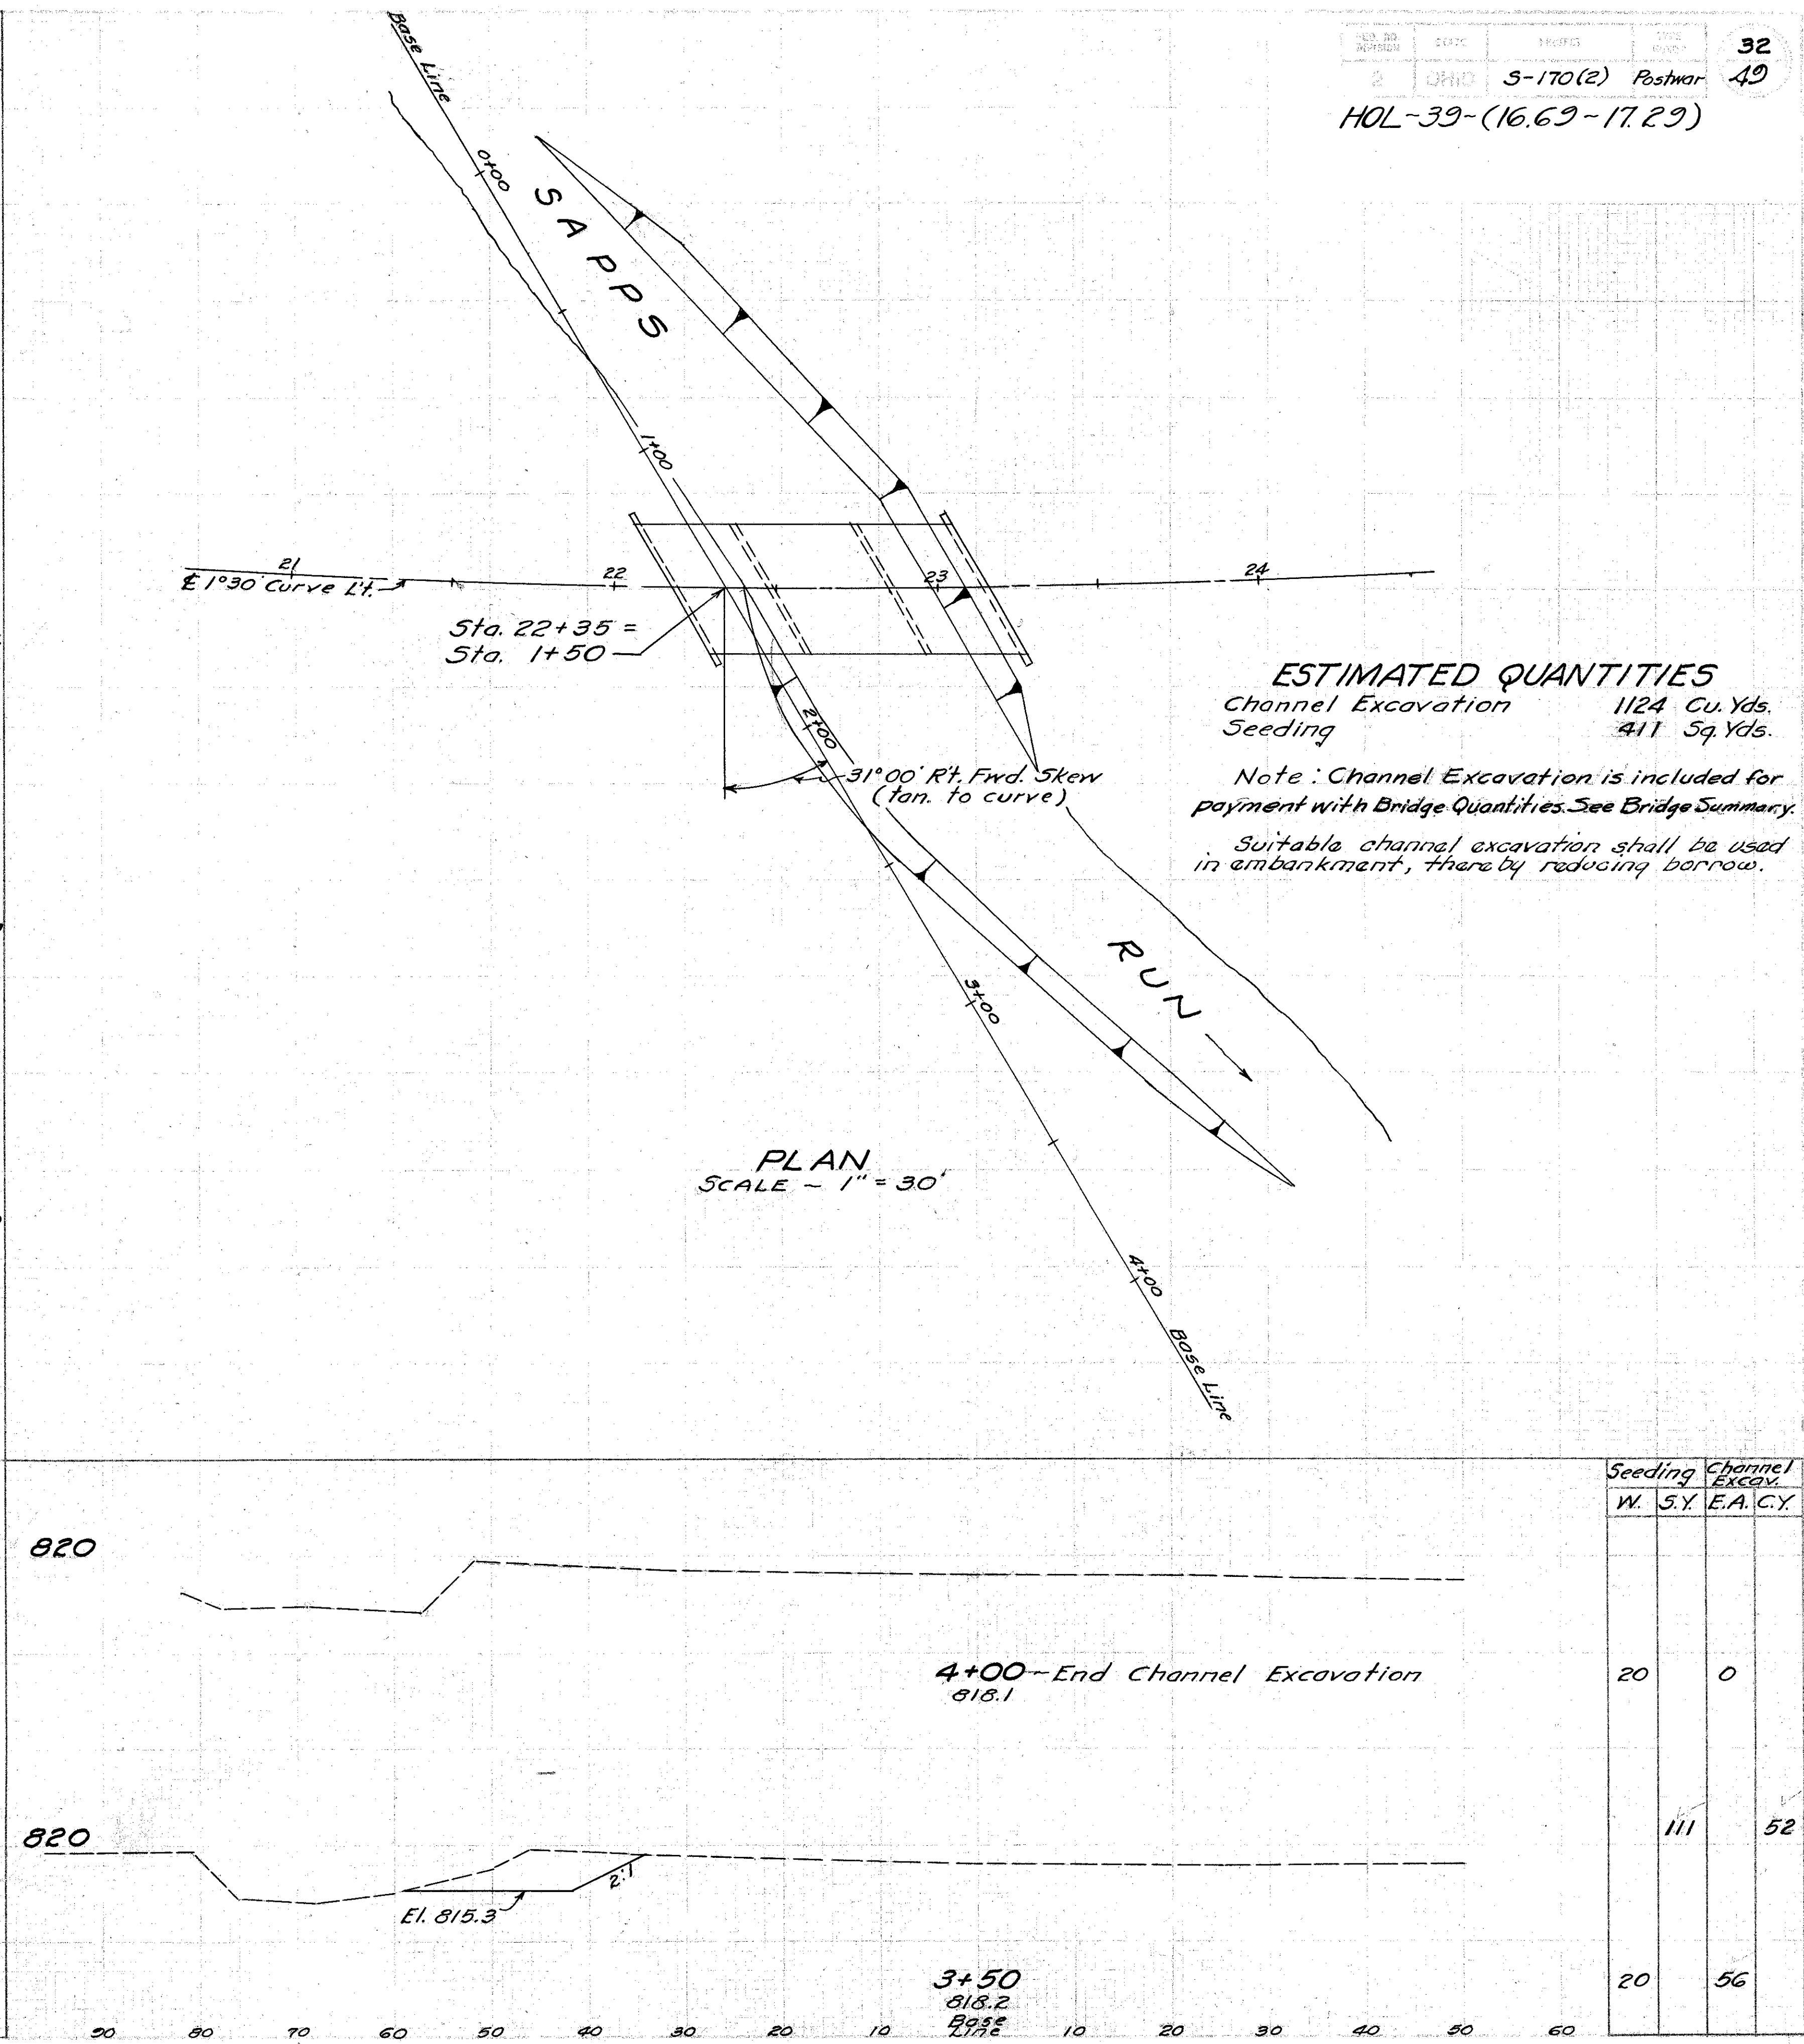 FED. RD. DIVISION STATE PROJECT
OHIO S-170(2) Postwar
32
49
HOL-39-(16.69-17.29)
Base Line
0+00
SAPPS
1+00
21
22
23
24
℄ 1°30' Curve Lt.
Sta. 22+35 =
Sta. 1+50
2+00
31°00' R't. Fwd. Skew
(tan. to curve)
ESTIMATED QUANTITIES
Channel Excavation 1124 Cu. Yds.
Seeding 411 Sq. Yds.
Note: Channel Excavation is included for
payment with Bridge Quantities. See Bridge Summary.
Suitable channel excavation shall be used
in embankment, thereby reducing borrow.
RUN
3+00
PLAN
SCALE - 1" = 30'
4+00
Base Line
Seeding Channel Excav.
W. S.Y. E.A. C.Y.
820
4+00-End Channel Excavation
818.1
20 0
820
111 52
2:1
El. 815.3
3+50
818.2
20 56
Base
Line
90 80 70 60 50 40 30 20 10 10 20 30 40 50 60